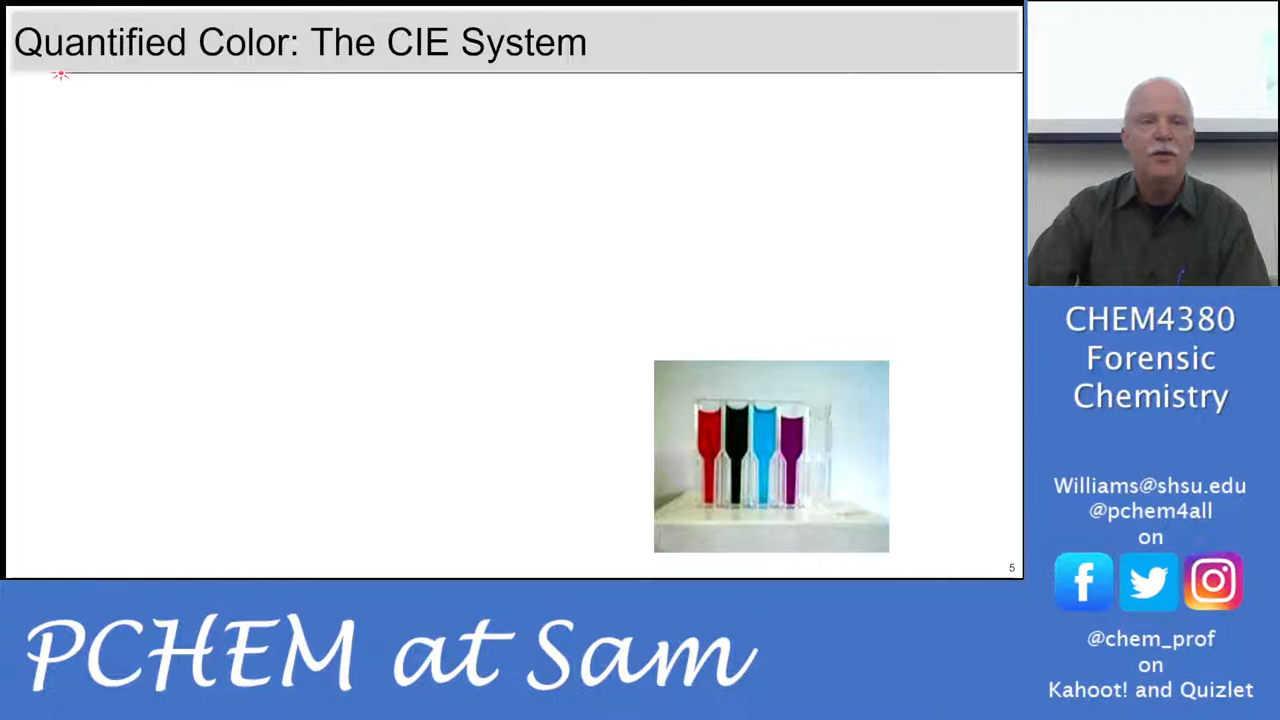 Quantified Color: The CIE System
5
CHEM4380
Forensic
Chemistry
Williams@shsu.edu
@pchem4all
on
@chem_prof
on
Kahoot! and Quizlet
PCHEM at Sam